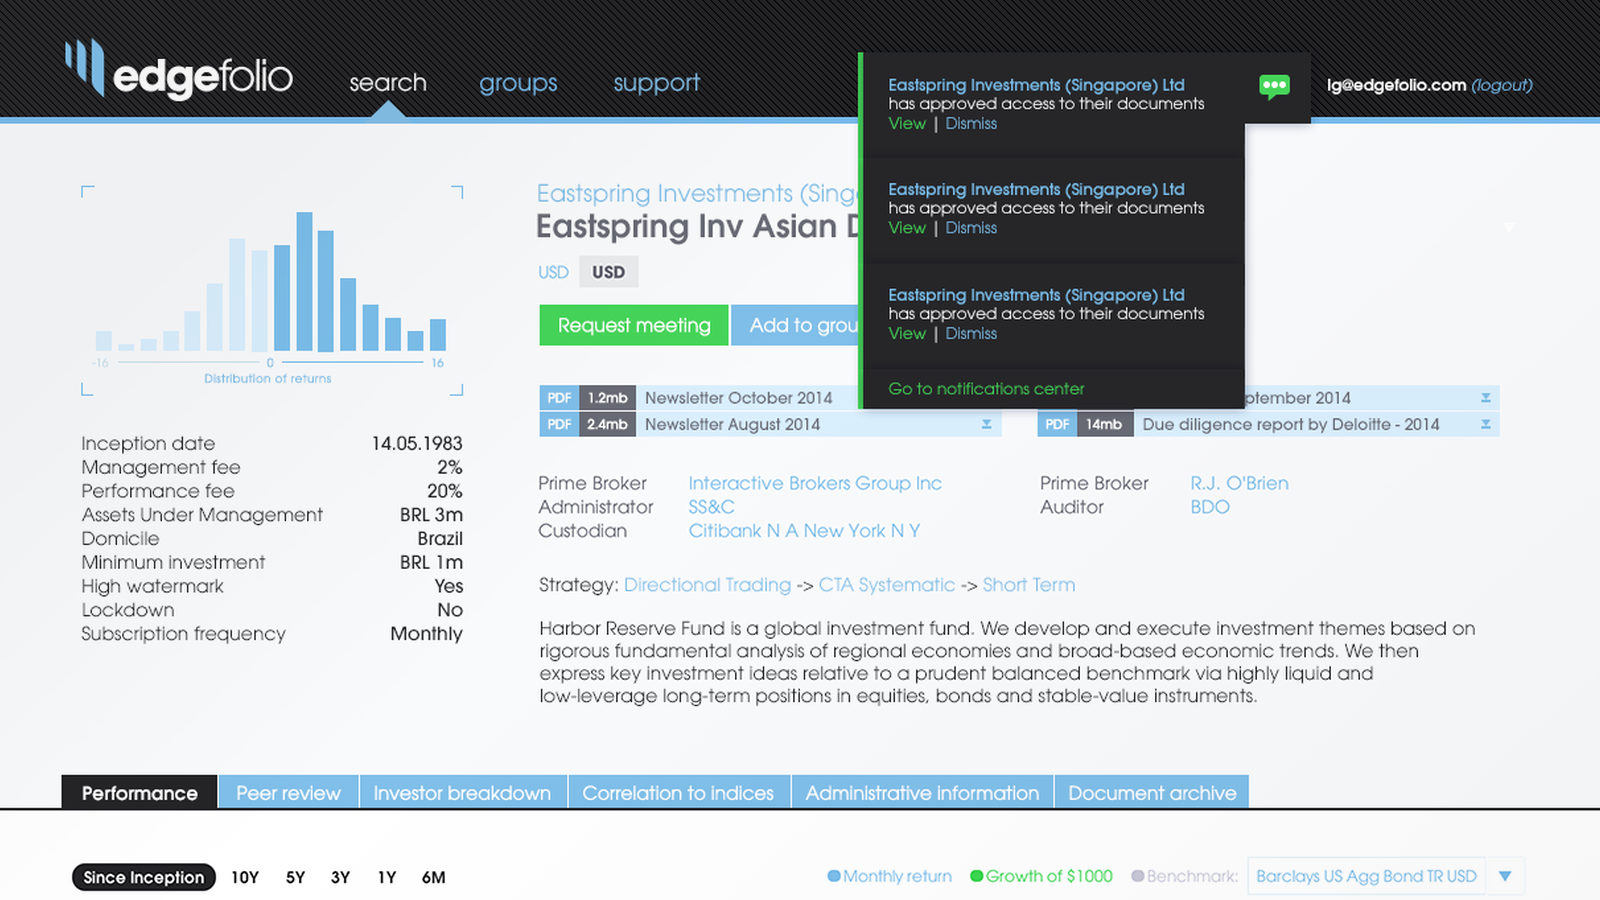 edgefolio
search
groups
support
lg@edgefolio.com (logout)
Eastspring Investments (Singapore) Ltd
has approved access to their documents
View | Dismiss
Eastspring Investments (Singapore) Ltd
has approved access to their documents
View | Dismiss
Eastspring Investments (Singapore) Ltd
has approved access to their documents
View | Dismiss
Go to notifications center
-16 0 16
Distribution of returns
Inception date 14.05.1983
Management fee 2%
Performance fee 20%
Assets Under Management BRL 3m
Domicile Brazil
Minimum investment BRL 1m
High watermark Yes
Lockdown No
Subscription frequency Monthly
Eastspring Investments (Sing
Eastspring Inv Asian
USD USD
Request meeting Add to grou
PDF 1.2mb Newsletter October 2014
ptember 2014
PDF 2.4mb Newsletter August 2014
PDF 14mb Due diligence report by Deloitte - 2014
Prime Broker Interactive Brokers Group Inc
Administrator SS&C
Custodian Citibank N A New York N Y
Prime Broker R.J. O'Brien
Auditor BDO
Strategy: Directional Trading -> CTA Systematic -> Short Term
Harbor Reserve Fund is a global investment fund. We develop and execute investment themes based on
rigorous fundamental analysis of regional economies and broad-based economic trends. We then
express key investment ideas relative to a prudent balanced benchmark via highly liquid and
low-leverage long-term positions in equities, bonds and stable-value instruments.
Performance Peer review Investor breakdown Correlation to indices Administrative information Document archive
Since Inception 10Y 5Y 3Y 1Y 6M
Monthly return Growth of $1000 Benchmark: Barclays US Agg Bond TR USD